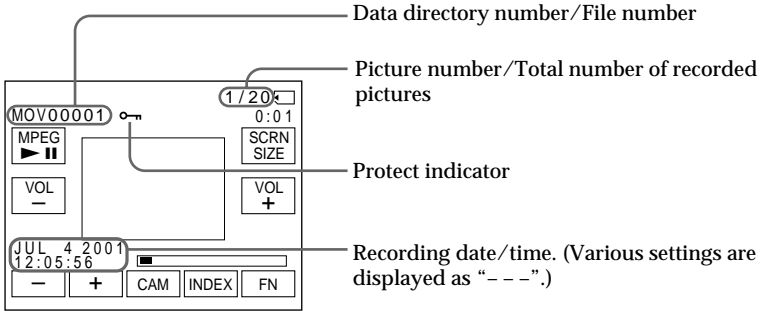 Data directory number/File number
Picture number/Total number of recorded
pictures
1/20
MOV00001
0:01
MPEG
SCRN
SIZE
Protect indicator
VOL
−
VOL
+
JUL 4 2001
12:05:56
Recording date/time. (Various settings are
displayed as “– – –”.)
−
+
CAM
INDEX
FN